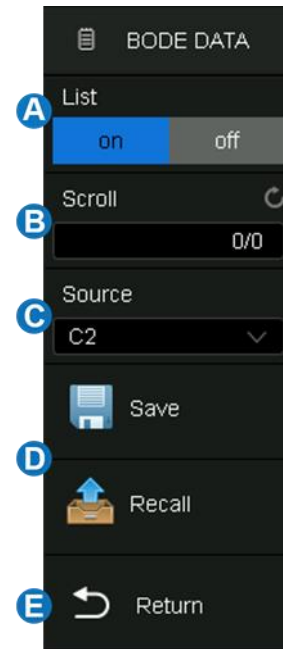 BODE DATA
A
List
on off
Scroll
B
0/0
Source
C
C2
Save
D
Recall
E Return